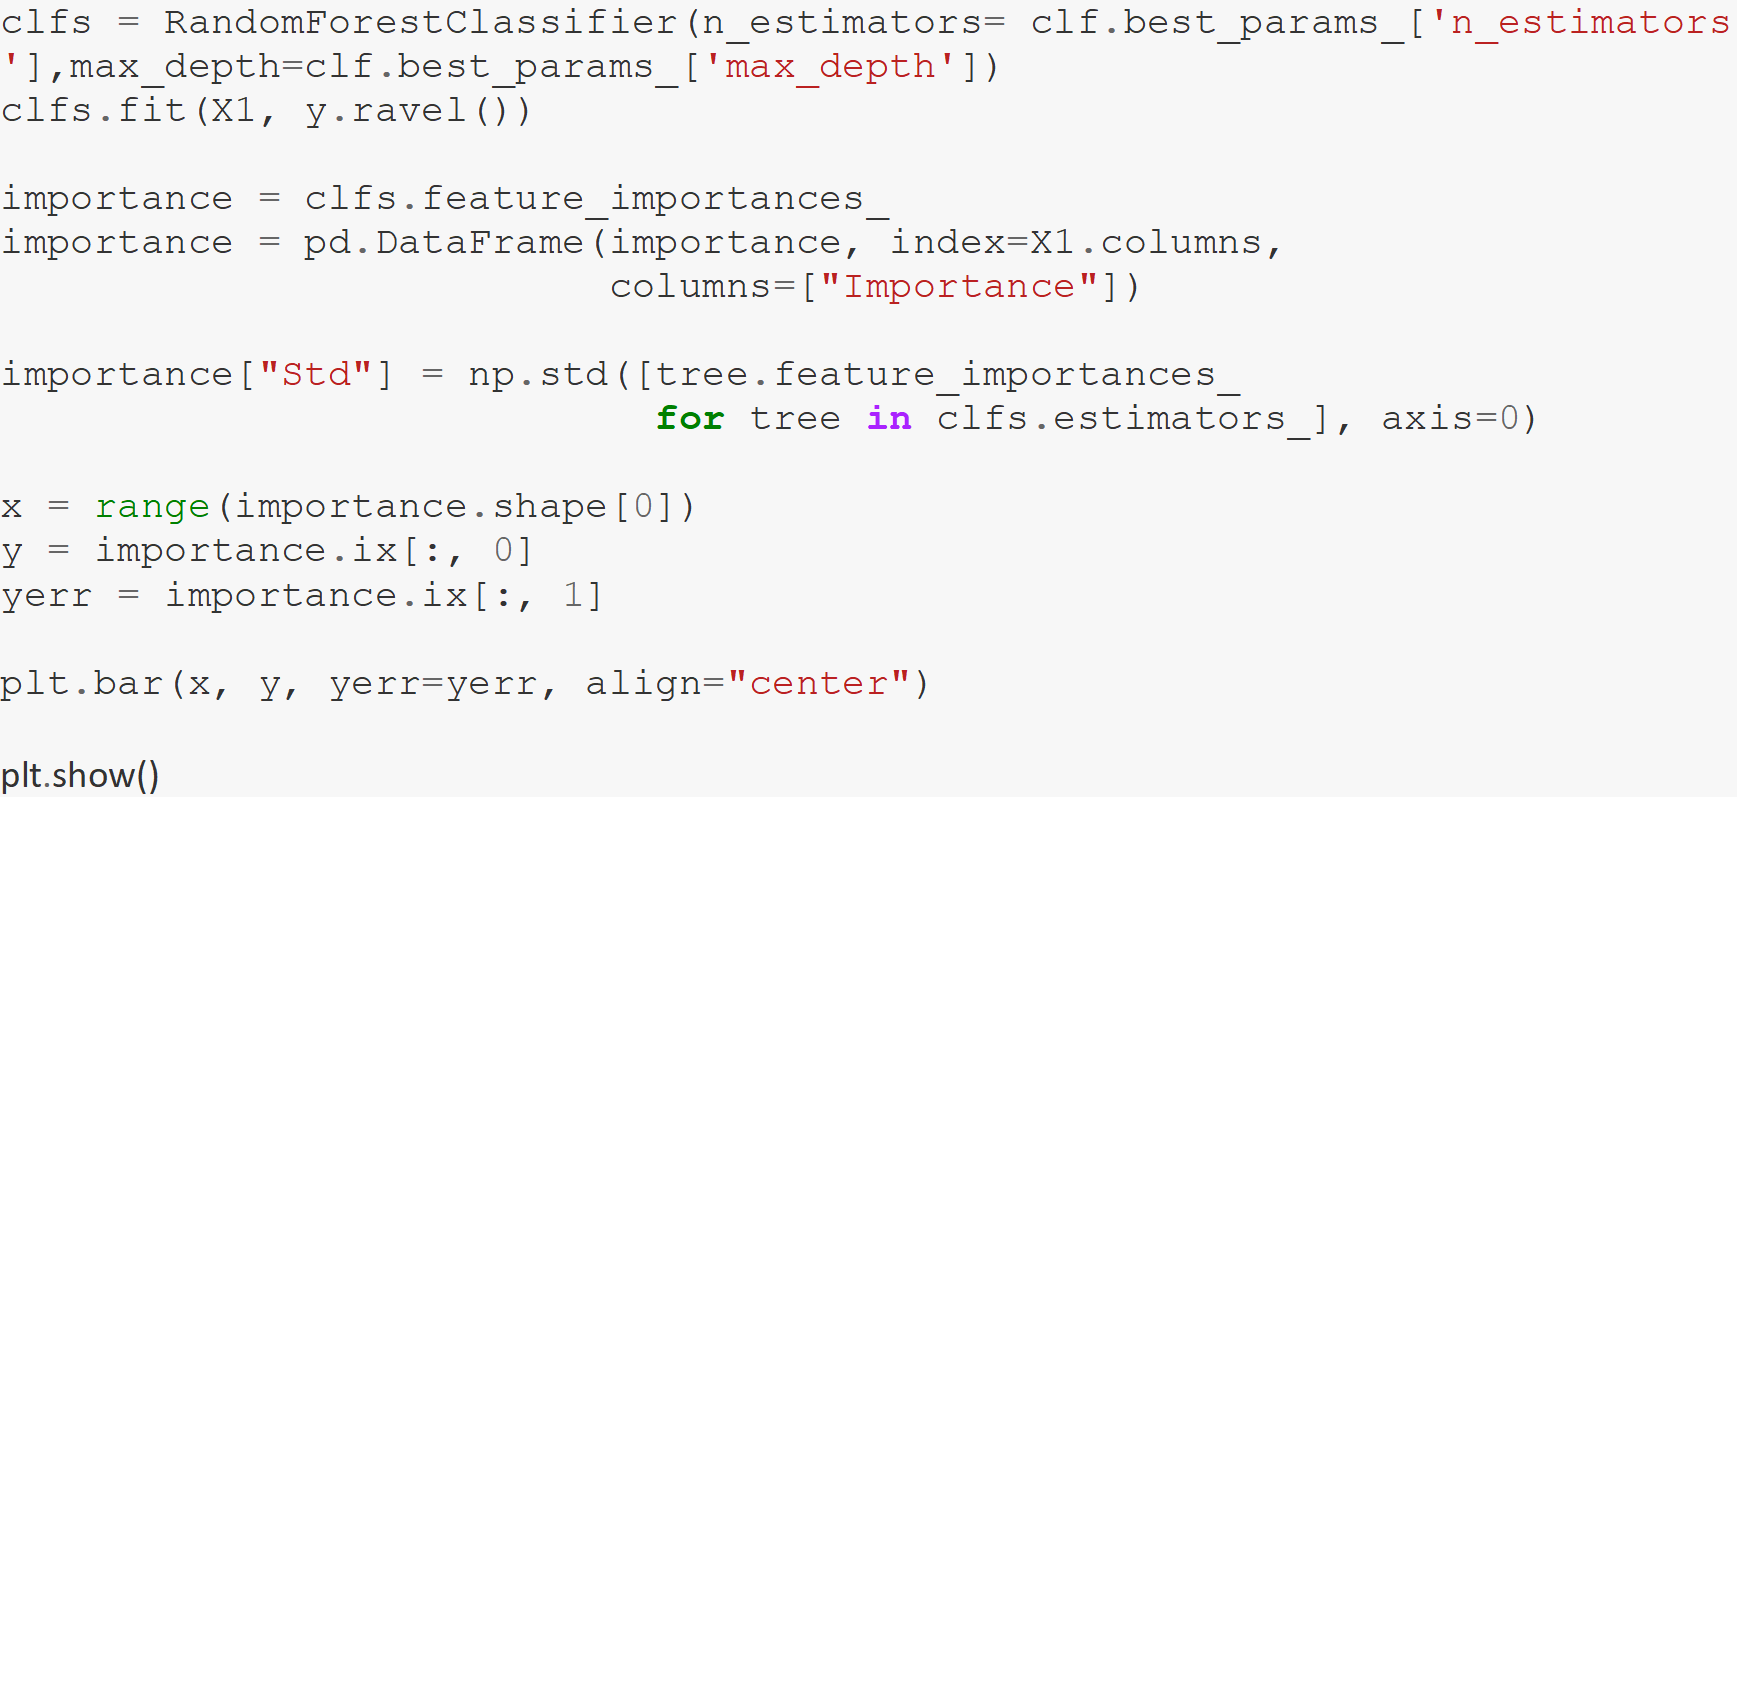 clfs = RandomForestClassifier(n_estimators= clf.best_params_['n_estimators
'],max_depth=clf.best_params_['max_depth'])
clfs.fit(X1, y.ravel())
importance = clfs.feature_importances_
importance = pd.DataFrame(importance, index=X1.columns,
                          columns=["Importance"])
importance["Std"] = np.std([tree.feature_importances_
                            for tree in clfs.estimators_], axis=0)
x = range(importance.shape[0])
y = importance.ix[:, 0]
yerr = importance.ix[:, 1]
plt.bar(x, y, yerr=yerr, align="center")
plt.show()